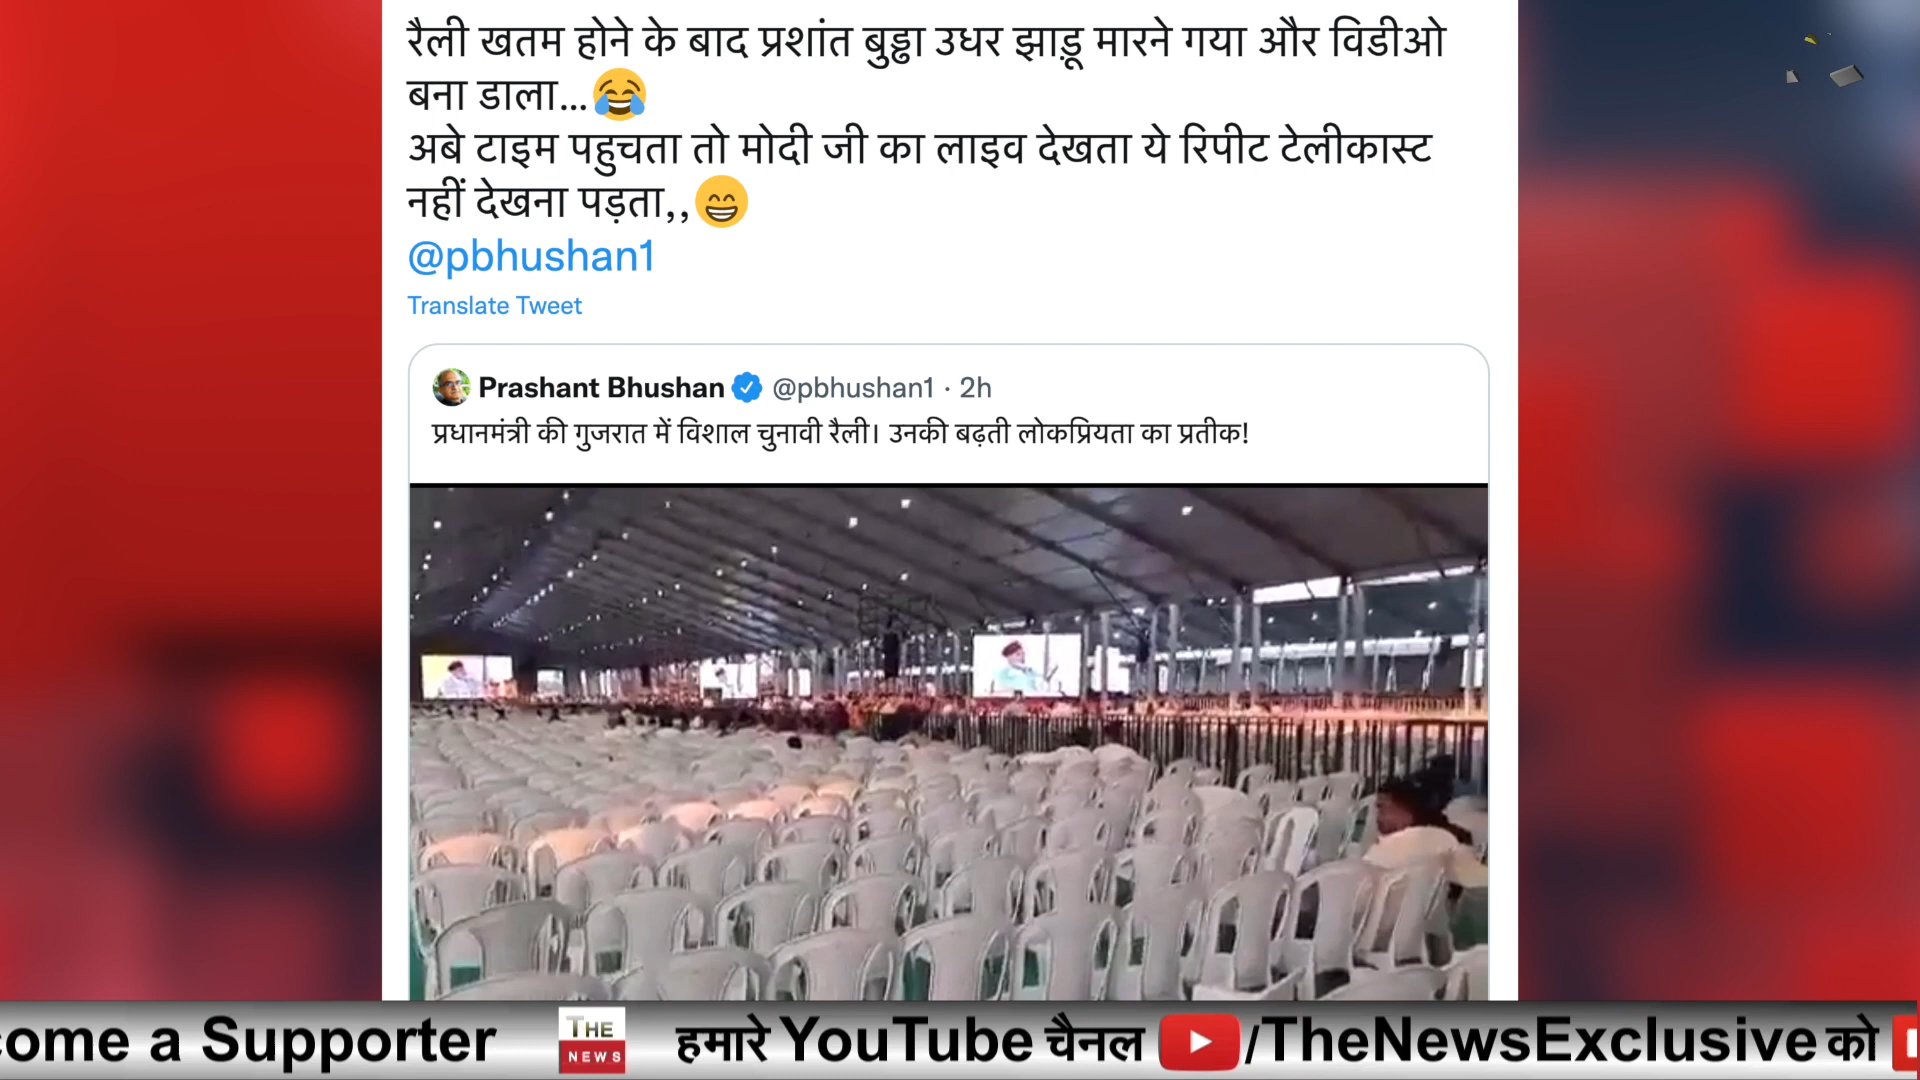 रैली खतम होने के बाद प्रशांत बुड्ढा उधर झाड़ू मारने गया और विडीओ
बना डाला...😂
अबे टाइम पहुचता तो मोदी जी का लाइव देखता ये रिपीट टेलीकास्ट
नहीं देखना पड़ता,,😁
@pbhushan1
Translate Tweet
Prashant Bhushan @pbhushan1 · 2h
प्रधानमंत्री की गुजरात में विशाल चुनावी रैली। उनकी बढ़ती लोकप्रियता का प्रतीक!
come a Supporter THE NEWS हमारे YouTube चैनल /TheNewsExclusive को